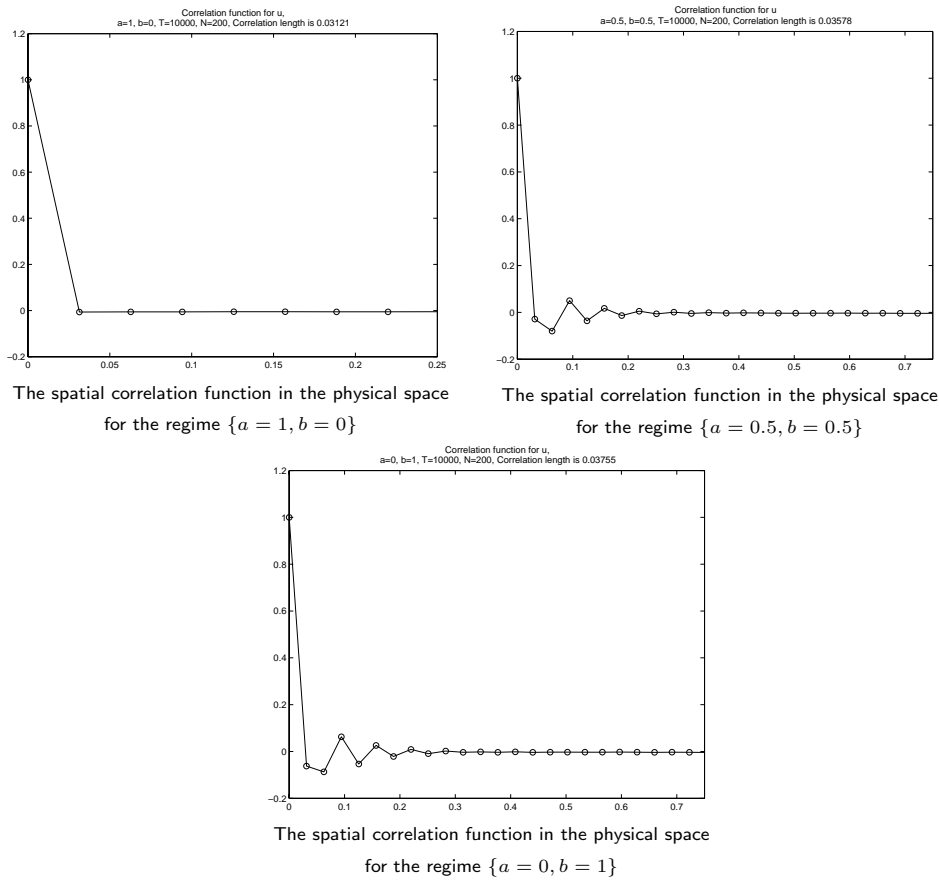 Correlation function for u,
a=1, b=0, T=10000, N=200, Correlation length is 0.03121
1.2
1
0.8
0.6
0.4
0.2
0
−0.2
0 0.05 0.1 0.15 0.2 0.25
The spatial correlation function in the physical space
for the regime {a = 1, b = 0}
Correlation function for u
a=0.5, b=0.5, T=10000, N=200, Correlation length is 0.03578
1.2
1
0.8
0.6
0.4
0.2
0
−0.2
0 0.1 0.2 0.3 0.4 0.5 0.6 0.7
The spatial correlation function in the physical space
for the regime {a = 0.5, b = 0.5}
Correlation function for u,
a=0, b=1, T=10000, N=200, Correlation length is 0.03755
1.2
1
0.8
0.6
0.4
0.2
0
−0.2
0 0.1 0.2 0.3 0.4 0.5 0.6 0.7
The spatial correlation function in the physical space
for the regime {a = 0, b = 1}